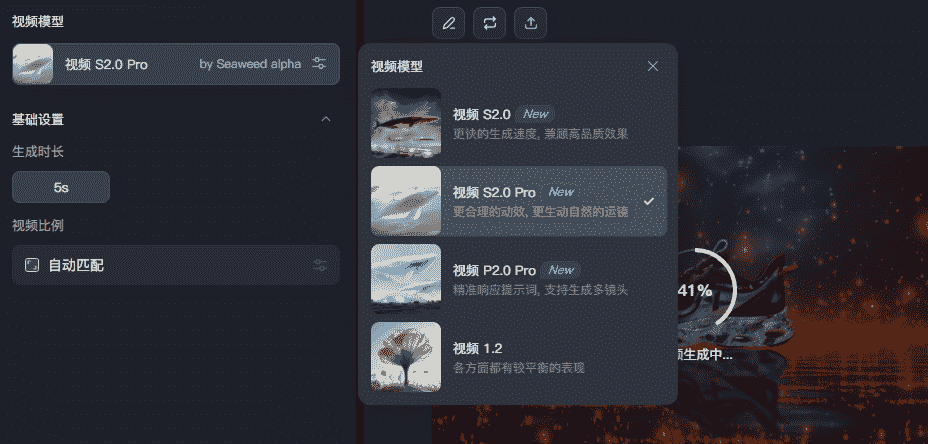 视频模型
视频 S2.0 Pro by Seaweed alpha
基础设置
生成时长
5s
视频比例
自动匹配
视频模型
视频 S2.0 New
更快的生成速度, 兼顾高品质效果
视频 S2.0 Pro New
更合理的动效, 更生动自然的运镜
视频 P2.0 Pro New
精准响应提示词, 支持生成多镜头
视频 1.2
各方面都有较平衡的表现
41%
频生成中...